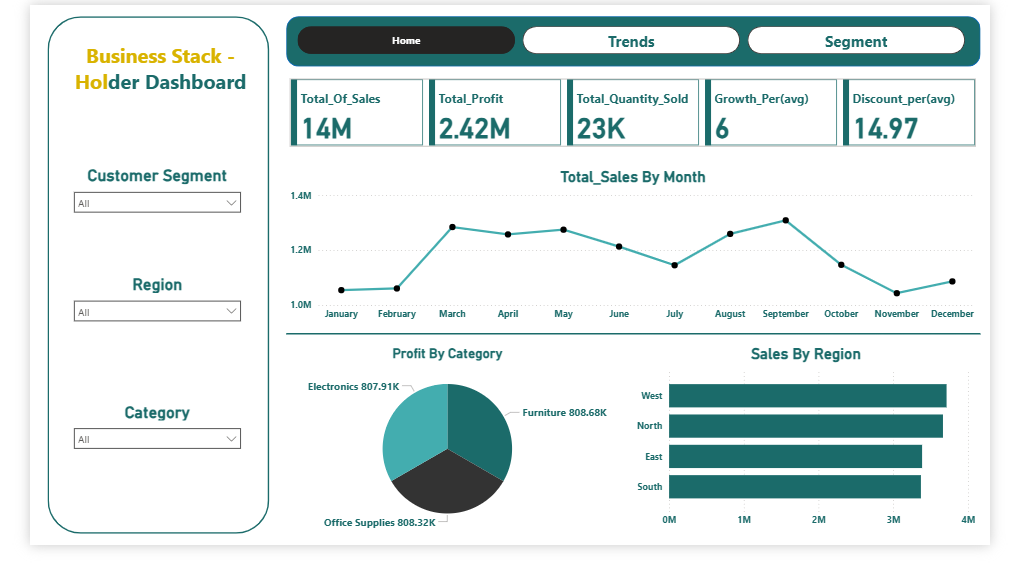 Business Stack -
Holder Dashboard
Customer Segment
All
Region
All
Category
All
Home
Trends
Segment
Total_Of_Sales
14M
Total_Profit
2.42M
Total_Quantity_Sold
23K
Growth_Per(avg)
6
Discount_per(avg)
14.97
Total_Sales By Month
1.4M
1.2M
1.0M
January February March April May June July August September October November December
Profit By Category
Electronics 807.91K
Furniture 808.68K
Office Supplies 808.32K
Sales By Region
West
North
East
South
0M 1M 2M 3M 4M